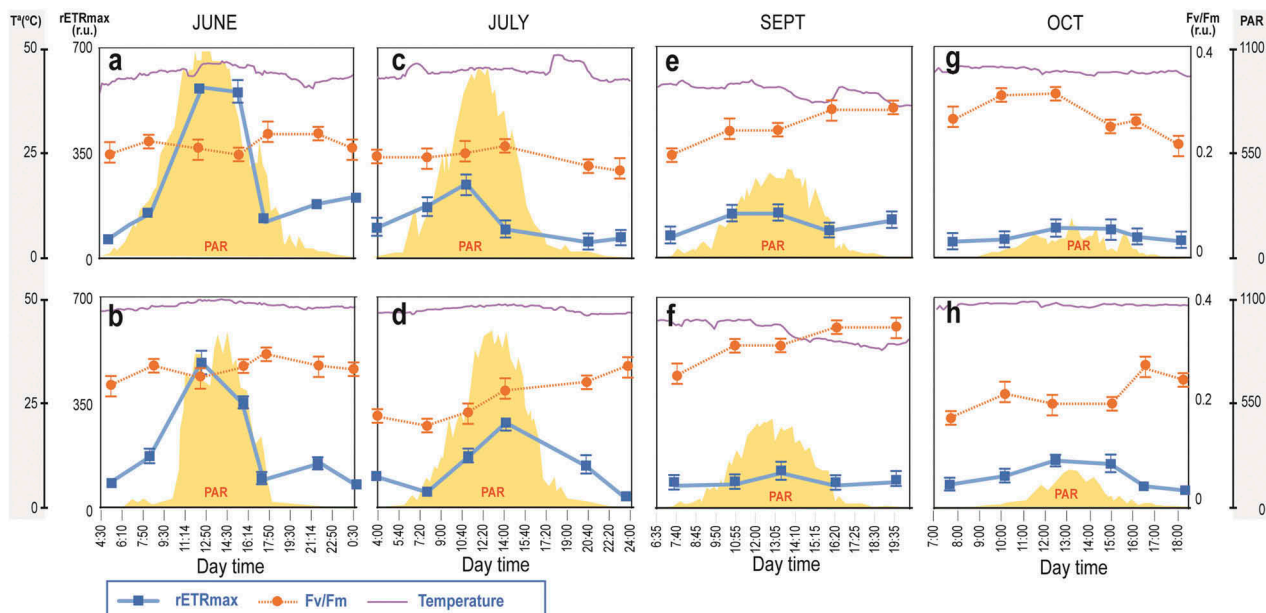 Tª(ºC)
rETRmax
(r.u.)
JUNE
JULY
SEPT
OCT
Fv/Fm
(r.u.)
PAR
50
700
a
c
e
g
0.4
1100
25
350
0.2
550
PAR
PAR
PAR
PAR
0
0
0
0
50
700
b
d
f
h
0.4
1100
25
350
0.2
550
PAR
PAR
PAR
PAR
0
0
0
0
4:30
6:10
7:50
9:30
11:14
12:50
14:30
16:10
17:50
19:30
21:14
22:50
0:30
4:00
5:40
7:20
9:00
10:40
12:20
14:00
15:40
17:20
19:00
20:40
22:20
24:00
6:35
7:40
8:45
9:50
10:55
12:00
13:05
14:10
15:15
16:20
17:25
18:30
19:35
7:00
8:00
10:00
11:00
12:00
13:00
14:00
15:00
16:00
17:00
18:00
Day time
Day time
Day time
Day time
rETRmax
Fv/Fm
Temperature